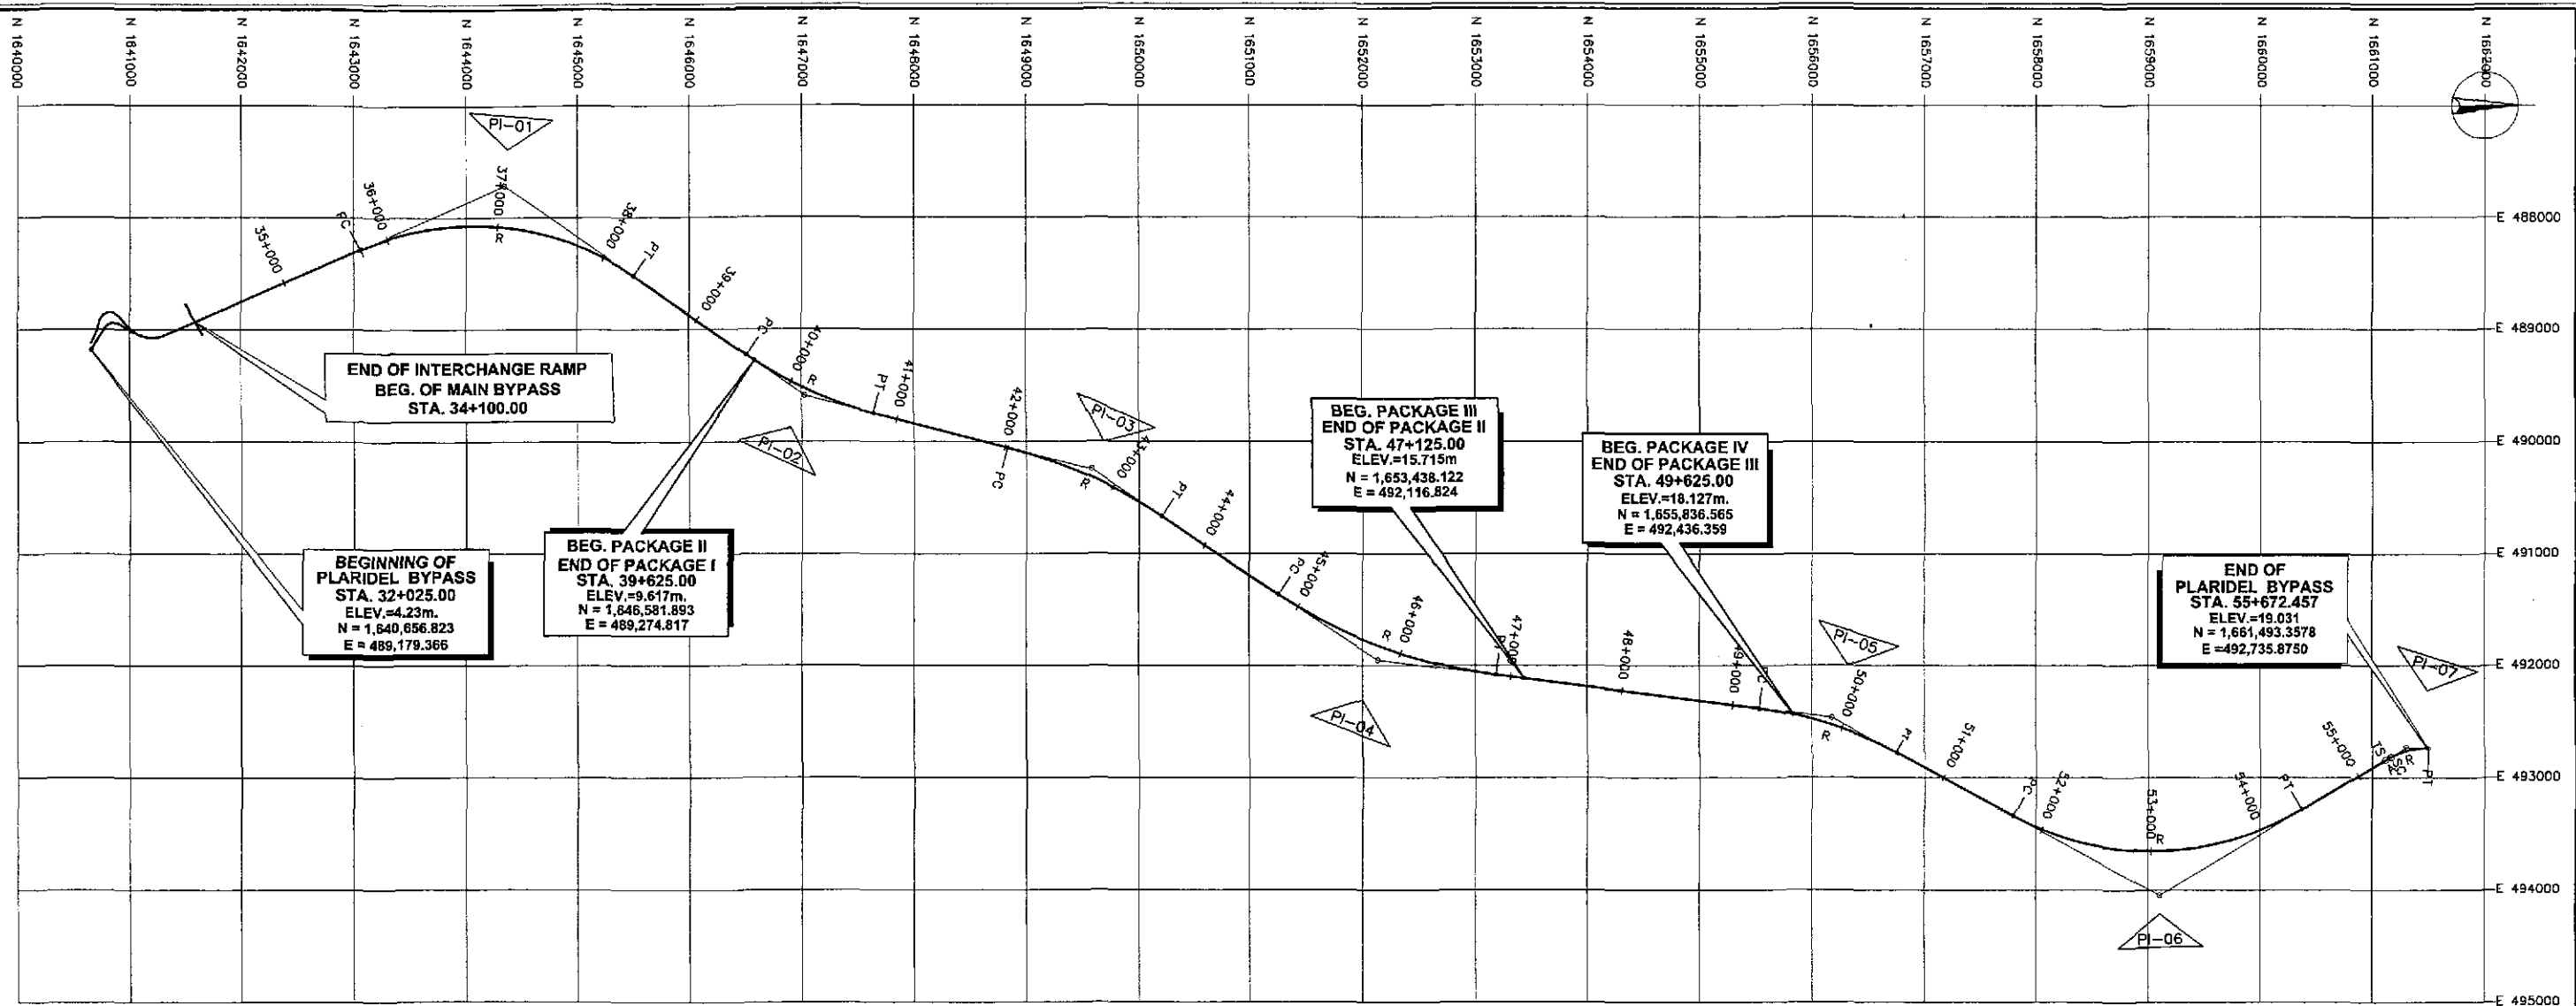 N 1640000
N 1641000
N 1642000
N 1643000
N 1644000
N 1645000
N 1646000
N 1647000
N 1648000
N 1649000
N 1650000
N 1651000
N 1652000
N 1653000
N 1654000
N 1655000
N 1656000
N 1657000
N 1658000
N 1659000
N 1660000
N 1661000
N 1662000
E 488000
E 489000
E 490000
E 491000
E 492000
E 493000
E 494000
E 495000
PI-01
PI-02
PI-03
PI-04
PI-05
PI-06
PI-07
35+000
PC
36+000
37+000
R
38+000
PT
39+000
PC
40+000
R
PT
41+000
42+000
PC
R
43+000
PT
44+000
PC
45+000
R
46+000
47+000
48+000
49+000
50+000
R
PT
51+000
PC
52+000
53+000
R
54+000
PT
55+000
TS
SC
R
PT
END OF INTERCHANGE RAMP
BEG. OF MAIN BYPASS
STA. 34+100.00
BEGINNING OF
PLARIDEL BYPASS
STA. 32+025.00
ELEV.=4.23m.
N = 1,640,656.823
E = 489,179.366
BEG. PACKAGE II
END OF PACKAGE I
STA. 39+625.00
ELEV.=9.617m.
N = 1,646,581.893
E = 489,274.817
BEG. PACKAGE III
END OF PACKAGE II
STA. 47+125.00
ELEV.=15.715m
N = 1,653,438.122
E = 492,116.824
BEG. PACKAGE IV
END OF PACKAGE III
STA. 49+625.00
ELEV.=18.127m.
N = 1,655,836.565
E = 492,436.359
END OF
PLARIDEL BYPASS
STA. 55+672.457
ELEV.=19.031
N = 1,661,493.3578
E =492,735.8750